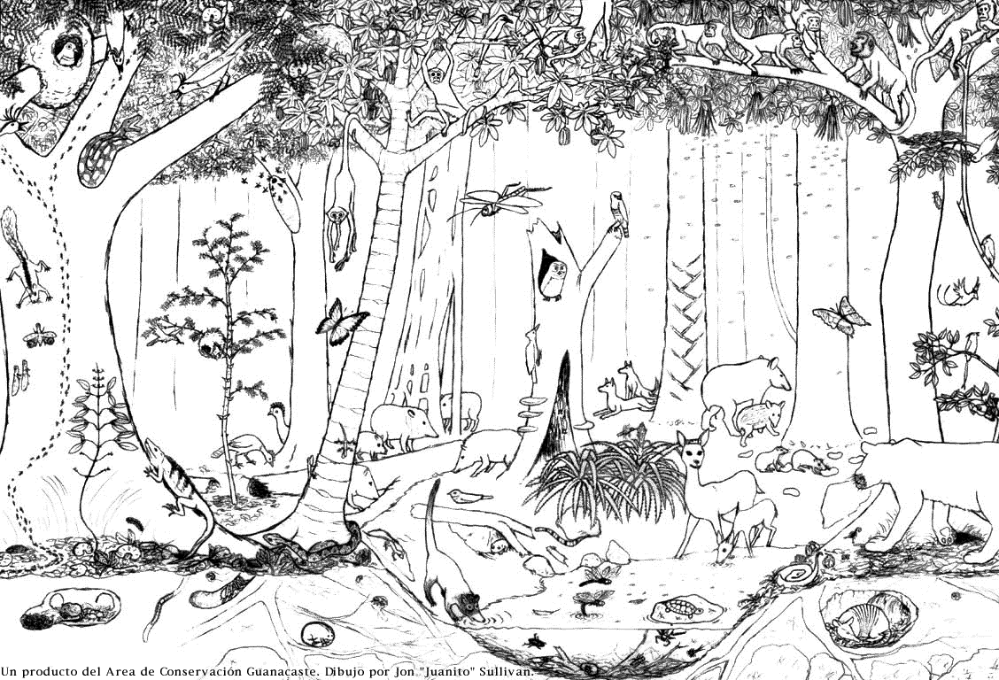 Un producto del Area de Conservación Guanacaste. Dibujo por Jon "Juanito" Sullivan.